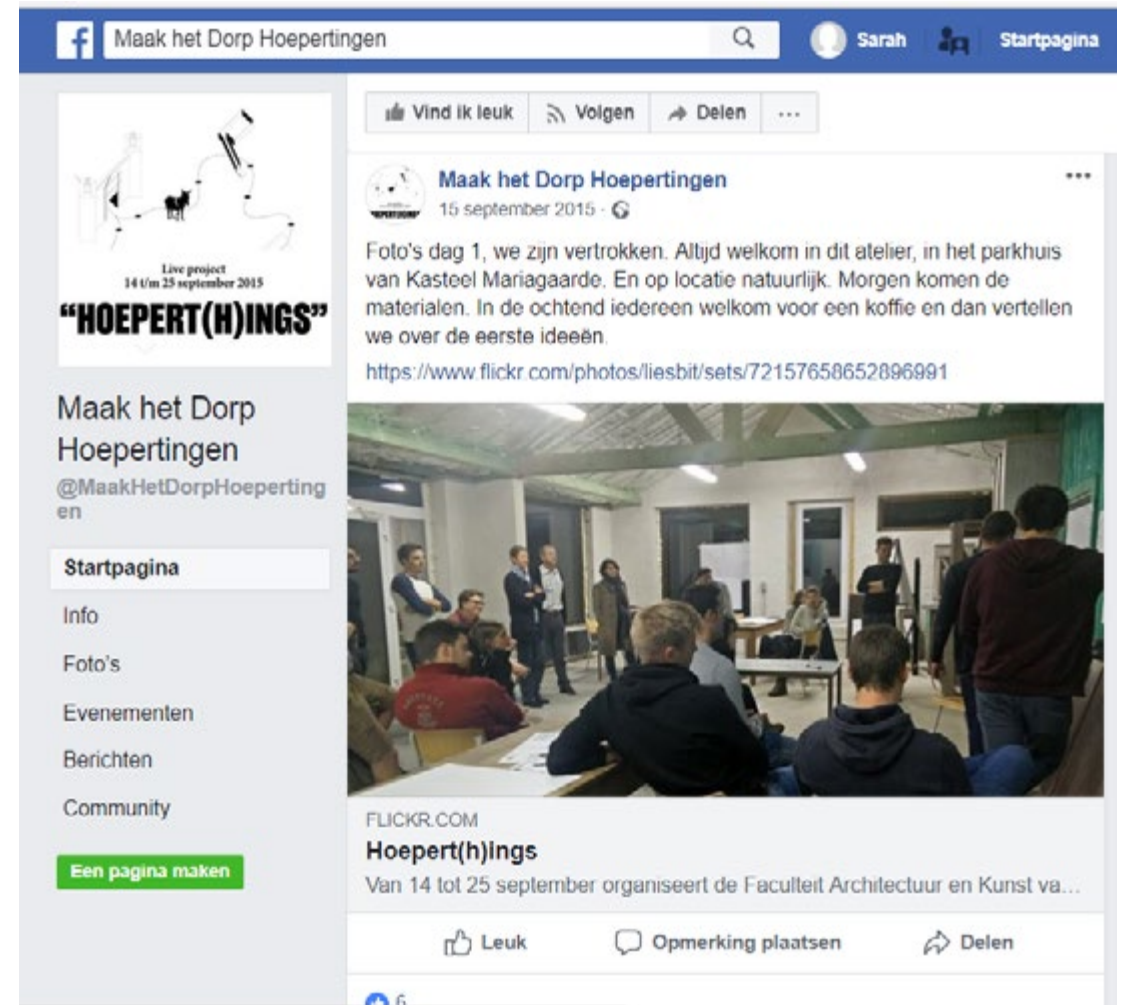 Maak het Dorp Hoepertingen
Sarah
Startpagina
Live project
14 t/m 25 september 2015
"HOEPERT(H)INGS"
Maak het Dorp
Hoepertingen
@MaakHetDorpHoeperting
en
Startpagina
Info
Foto's
Evenementen
Berichten
Community
Een pagina maken
Vind ik leuk
Volgen
Delen
...
Maak het Dorp Hoepertingen
15 september 2015 ·
Foto's dag 1, we zijn vertrokken. Altijd welkom in dit atelier, in het parkhuis
van Kasteel Mariagaarde. En op locatie natuurlijk. Morgen komen de
materialen. In de ochtend iedereen welkom voor een koffie en dan vertellen
we over de eerste ideeën.
https://www.flickr.com/photos/liesbit/sets/72157658652896991
FLICKR.COM
Hoepert(h)ings
Van 14 tot 25 september organiseert de Faculteit Architectuur en Kunst va...
Leuk
Opmerking plaatsen
Delen
6